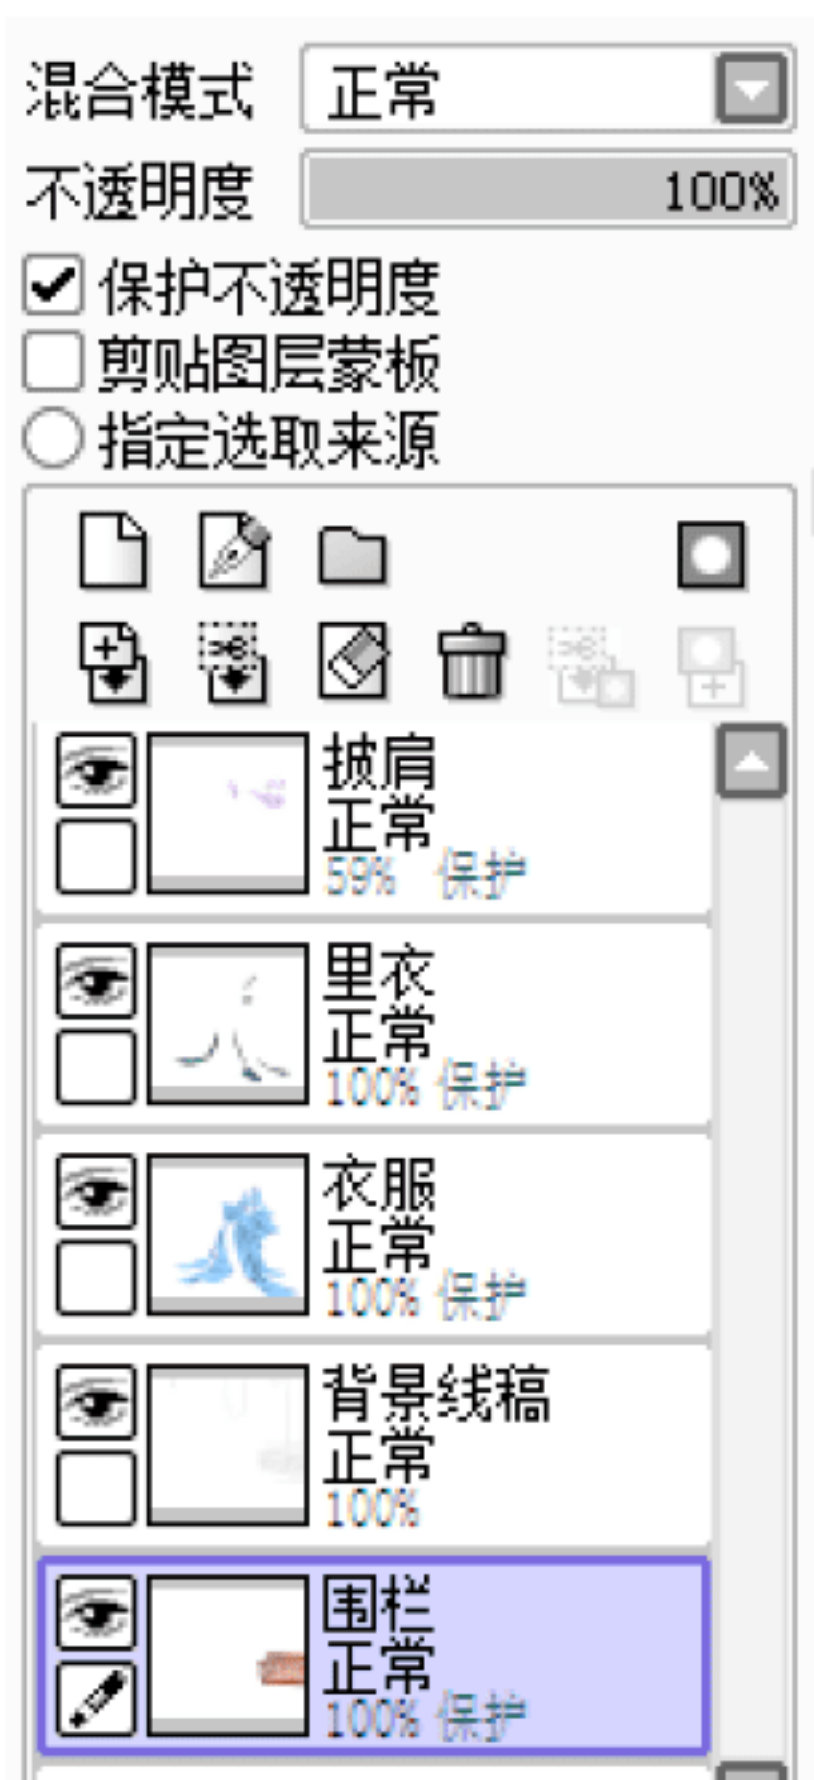 混合模式 正常
不透明度 100%
保护不透明度
剪贴图层蒙板
指定选取来源
披肩
正常
59% 保护
里衣
正常
100% 保护
衣服
正常
100% 保护
背景线稿
正常
100%
围栏
正常
100% 保护